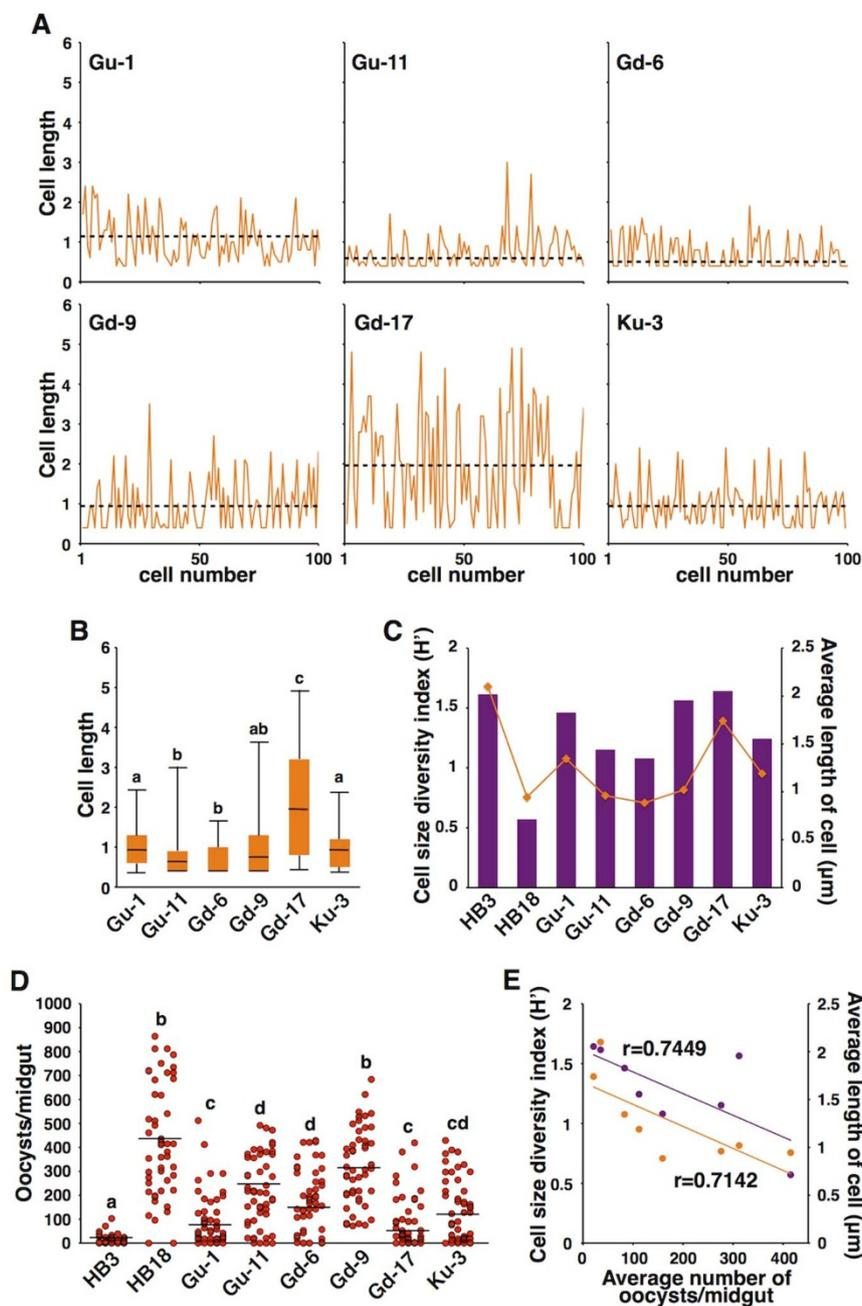 A
Gu-1
Gu-11
Gd-6
Cell length
6
5
4
3
2
1
0
1
50
100
Gd-9
Gd-17
Ku-3
Cell length
6
5
4
3
2
1
0
1 50 100
1 50 100
1 50 100
cell number
cell number
cell number
B
Cell length
6
5
4
3
2
1
0
a
b
b
ab
c
a
Gu-1
Gu-11
Gd-6
Gd-9
Gd-17
Ku-3
C
Cell size diversity index (H')
2
1.5
1
0.5
0
Average length of cell (µm)
2.5
2
1.5
1
0.5
0
HB3
HB18
Gu-1
Gu-11
Gd-6
Gd-9
Gd-17
Ku-3
D
Oocysts/midgut
1000
900
800
700
600
500
400
300
200
100
0
a
b
c
d
d
b
c
cd
HB3
HB18
Gu-1
Gu-11
Gd-6
Gd-9
Gd-17
Ku-3
E
Cell size diversity index (H')
2
1.5
1
0.5
0
r=0.7449
r=0.7142
Average length of cell (µm)
2.5
2
1.5
1
0.5
0
0 100 200 300 400
Average number of
oocysts/midgut